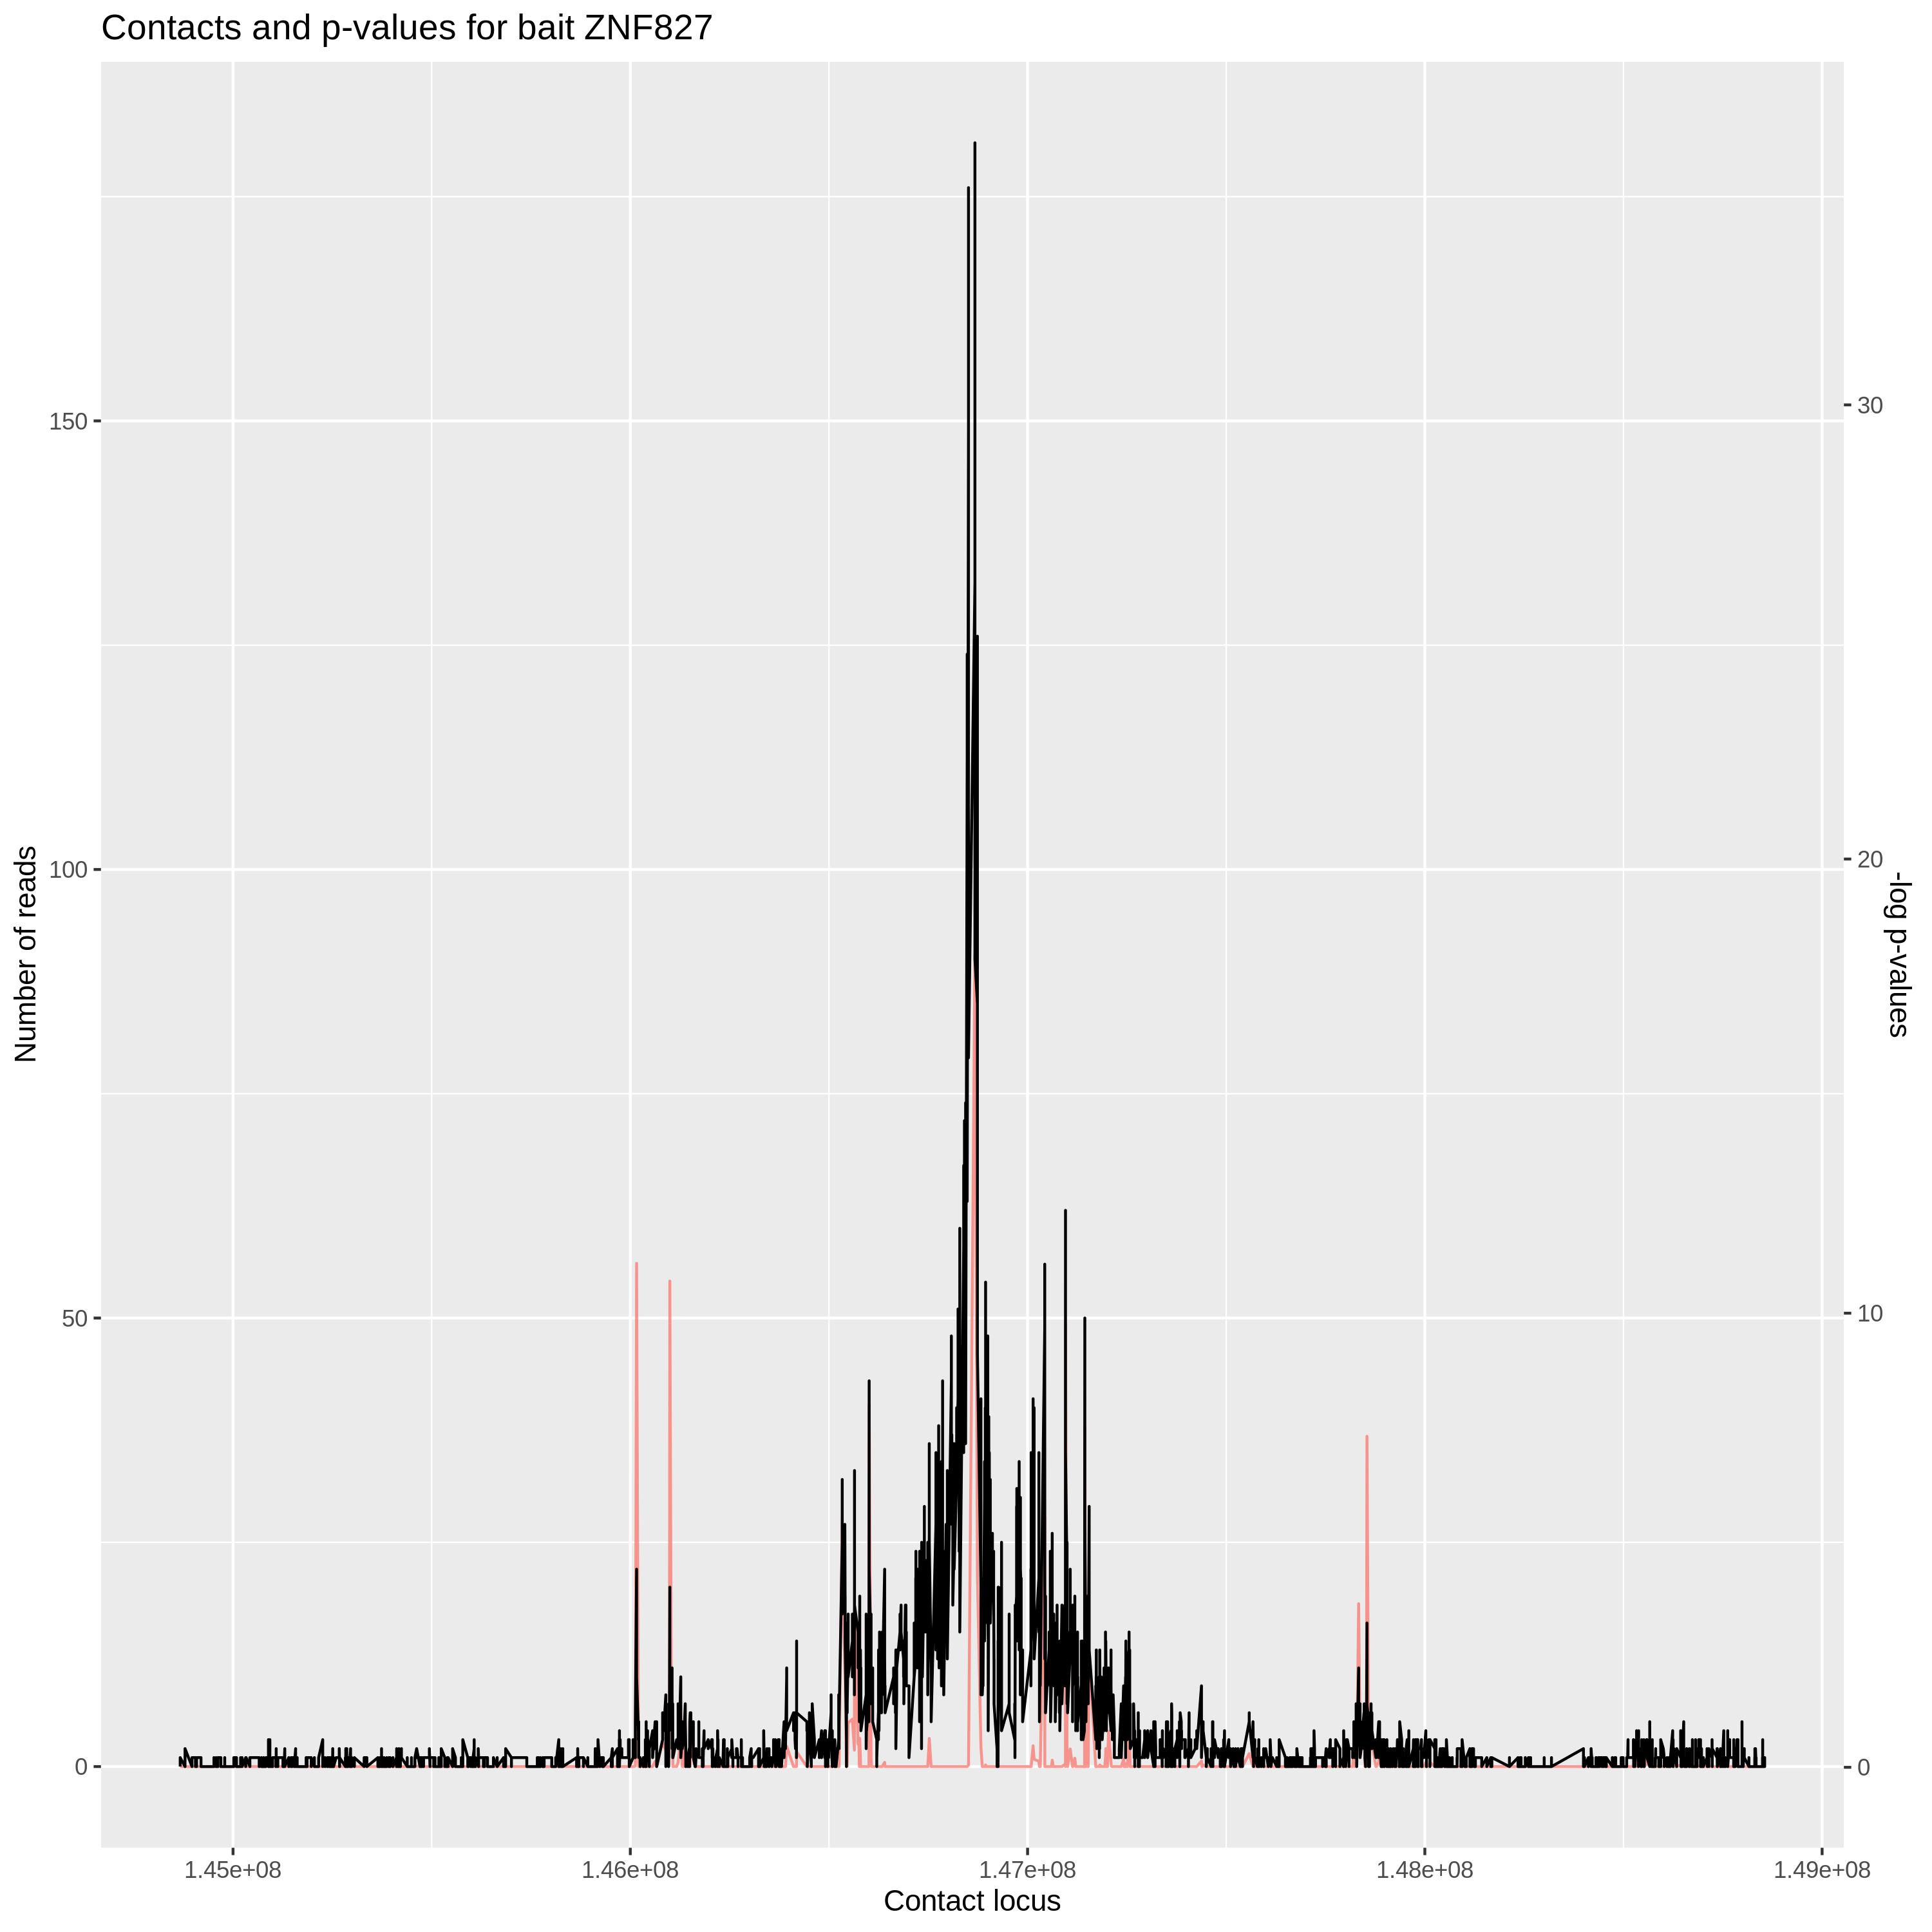 Contacts and p-values for bait ZNF827
150
100
50
0
Number of reads
30
20
10
0
-log p-values
1.45e+08
1.46e+08
1.47e+08
1.48e+08
1.49e+08
Contact locus